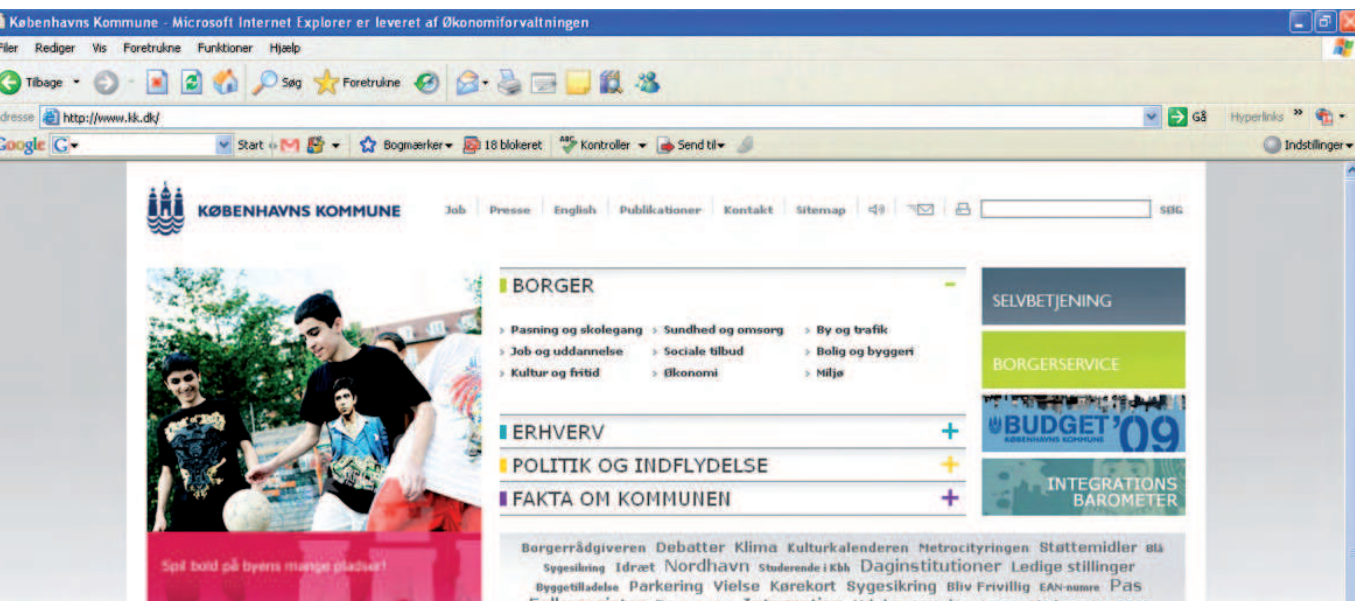 Københavns Kommune - Microsoft Internet Explorer er leveret af Økonomiforvaltningen
Filer Rediger Vis Foretrukne Funktioner Hjælp
Tilbage Søg Foretrukne
dresse http://www.kk.dk/ Gå Hyperlinks »
Google G Start Bogmærker 18 blokeret ABC Kontroller Send til Indstillinger
KØBENHAVNS KOMMUNE Job Presse English Publikationer Kontakt Sitemap SØG
BORGER -
› Pasning og skolegang › Sundhed og omsorg › By og trafik
› Job og uddannelse › Sociale tilbud › Bolig og byggeri
› Kultur og fritid › Økonomi › Miljø
ERHVERV +
POLITIK OG INDFLYDELSE +
FAKTA OM KOMMUNEN +
SELVBETJENING
BORGERSERVICE
BUDGET'09
KØBENHAVNS KOMMUNE
INTEGRATIONS
BAROMETER
Spil bold på byens mange pladser!
Borgerrådgiveren Debatter Klima Kulturkalenderen Metrocityringen Støttemidler Blå
Sygesikring Idræt Nordhavn Studerende i Kbh Daginstitutioner Ledige stillinger
Byggetilladelse Parkering Vielse Kørekort Sygesikring Bliv Frivillig EAN-numre Pas